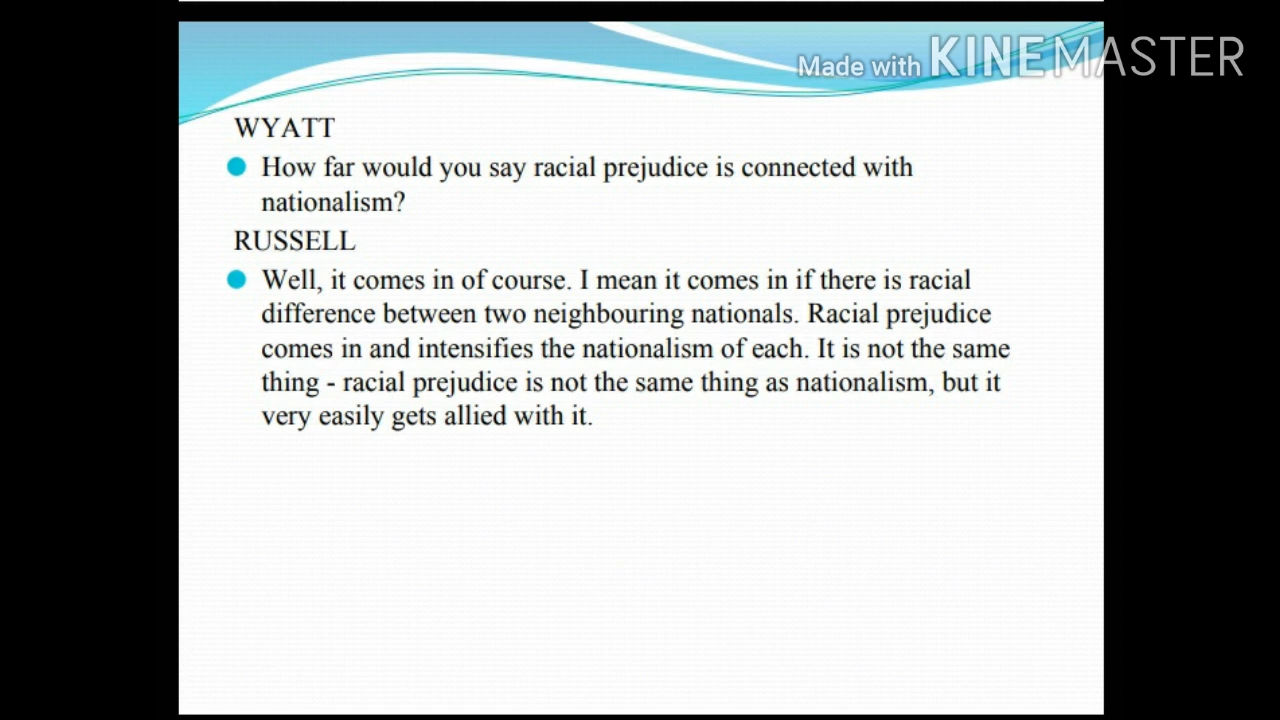 Made with KINEMASTER
WYATT
How far would you say racial prejudice is connected with
nationalism?
RUSSELL
Well, it comes in of course. I mean it comes in if there is racial
difference between two neighbouring nationals. Racial prejudice
comes in and intensifies the nationalism of each. It is not the same
thing - racial prejudice is not the same thing as nationalism, but it
very easily gets allied with it.